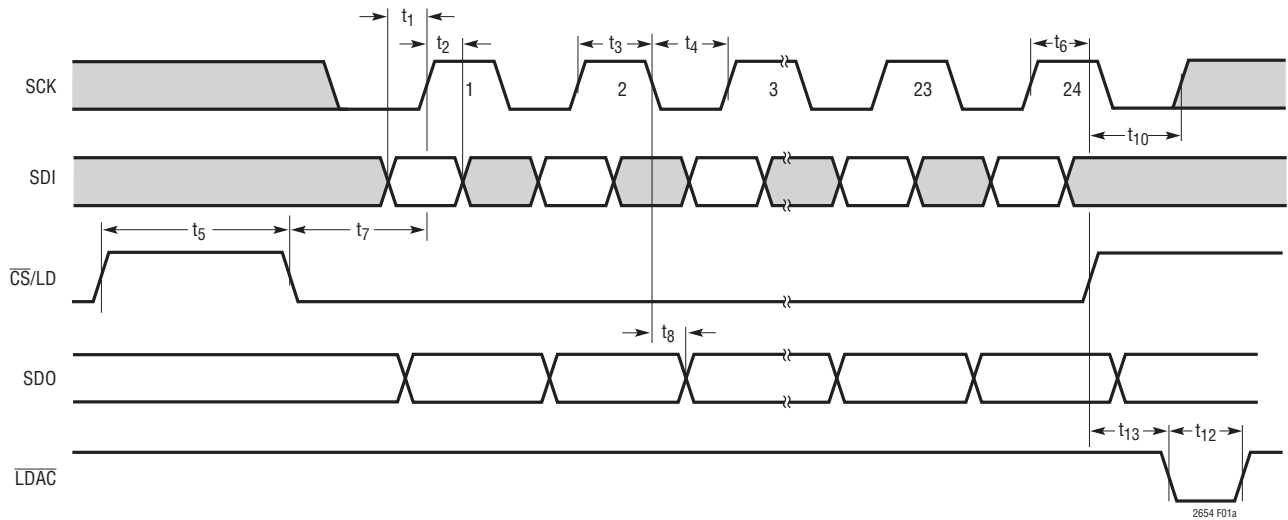 t1
t2
t3
t4
t6
SCK
1
2
3
23
24
t10
SDI
t5
t7
CS/LD
t8
SDO
t13
t12
LDAC
2654 F01a